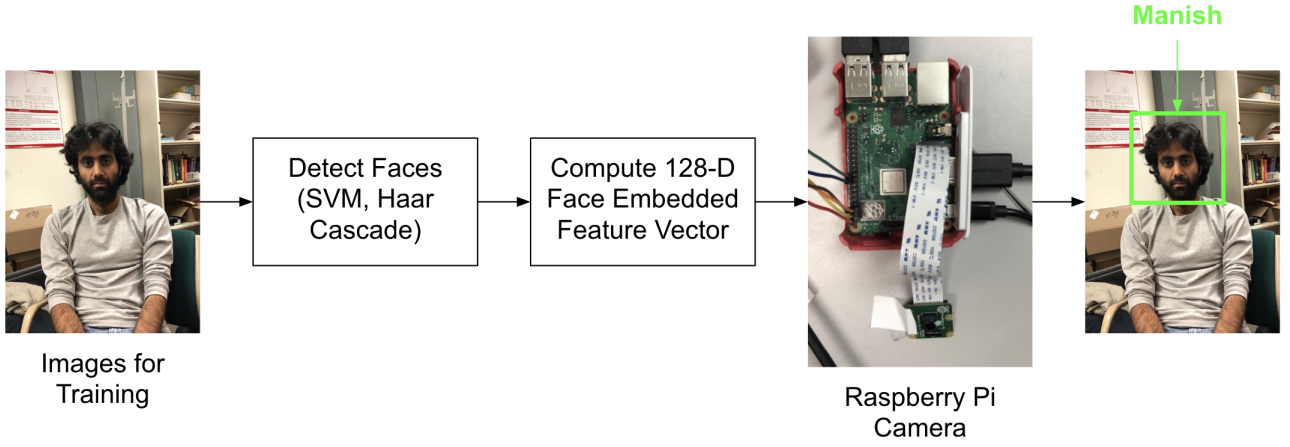 Manish
Detect Faces
(SVM, Haar
Cascade)
Compute 128-D
Face Embedded
Feature Vector
Images for
Training
Raspberry Pi
Camera